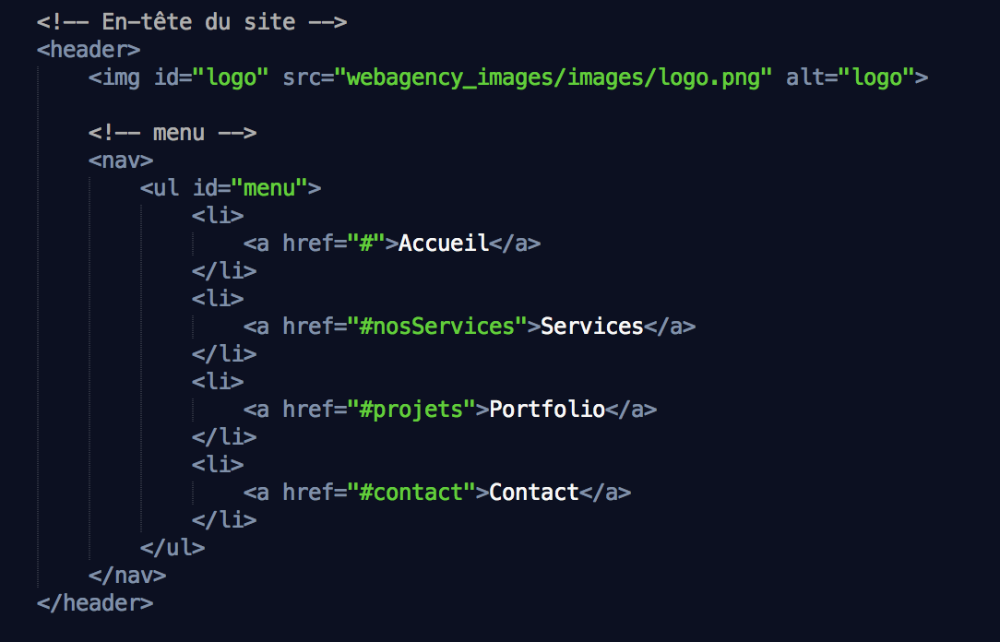 <!-- En-tête du site -->
<header>
    <img id="logo" src="webagency_images/images/logo.png" alt="logo">

    <!-- menu -->
    <nav>
        <ul id="menu">
            <li>
                <a href="#">Accueil</a>
            </li>
            <li>
                <a href="#nosServices">Services</a>
            </li>
            <li>
                <a href="#projets">Portfolio</a>
            </li>
            <li>
                <a href="#contact">Contact</a>
            </li>
        </ul>
    </nav>
</header>